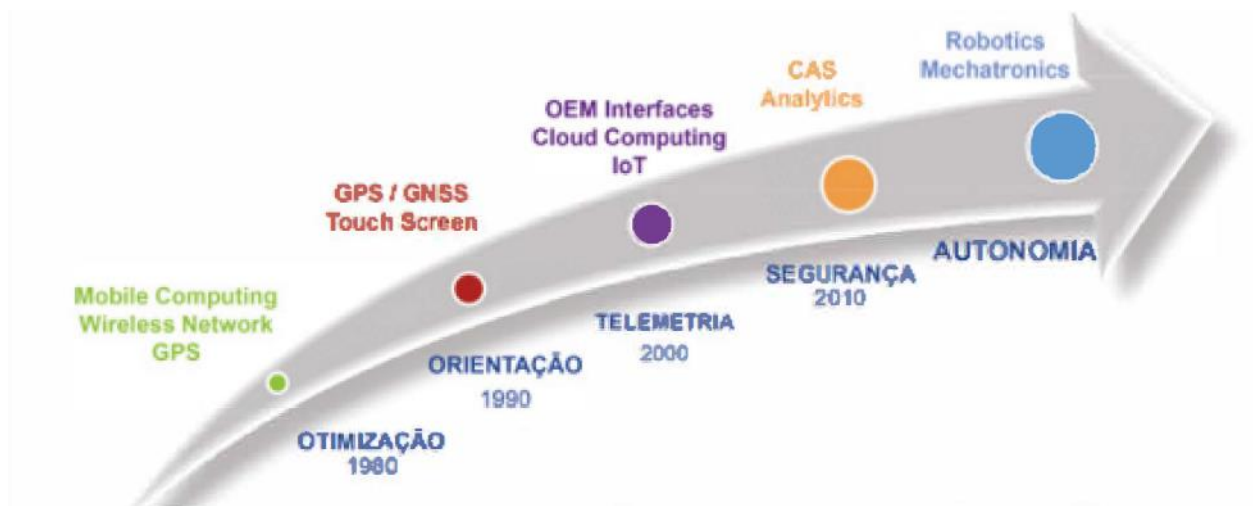 Mobile Computing
Wireless Network
GPS
OTIMIZAÇÃO
1980
GPS / GNSS
Touch Screen
ORIENTAÇÃO
1990
OEM Interfaces
Cloud Computing
IoT
TELEMETRIA
2000
CAS
Analytics
SEGURANÇA
2010
Robotics
Mechatronics
AUTONOMIA